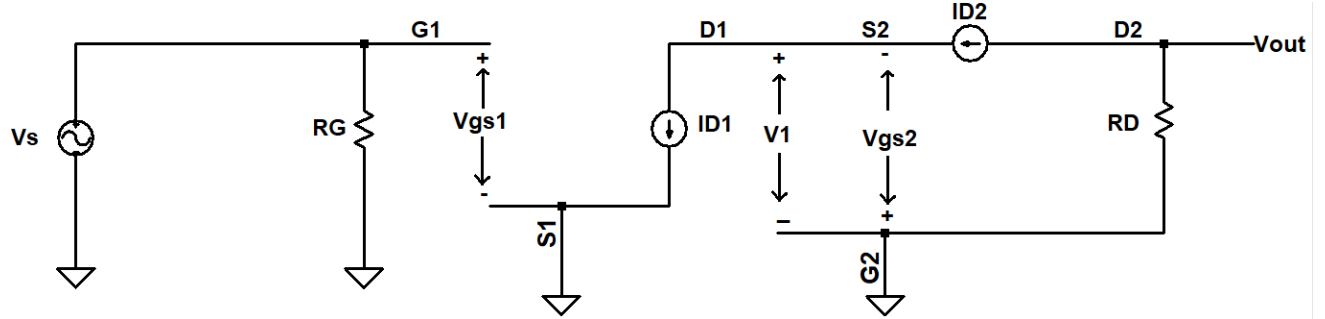 ID2
G1
D1
S2
D2
+
+
-
Vout
Vs
RG
Vgs1
ID1
V1
Vgs2
RD
-
–
+
S1
G2